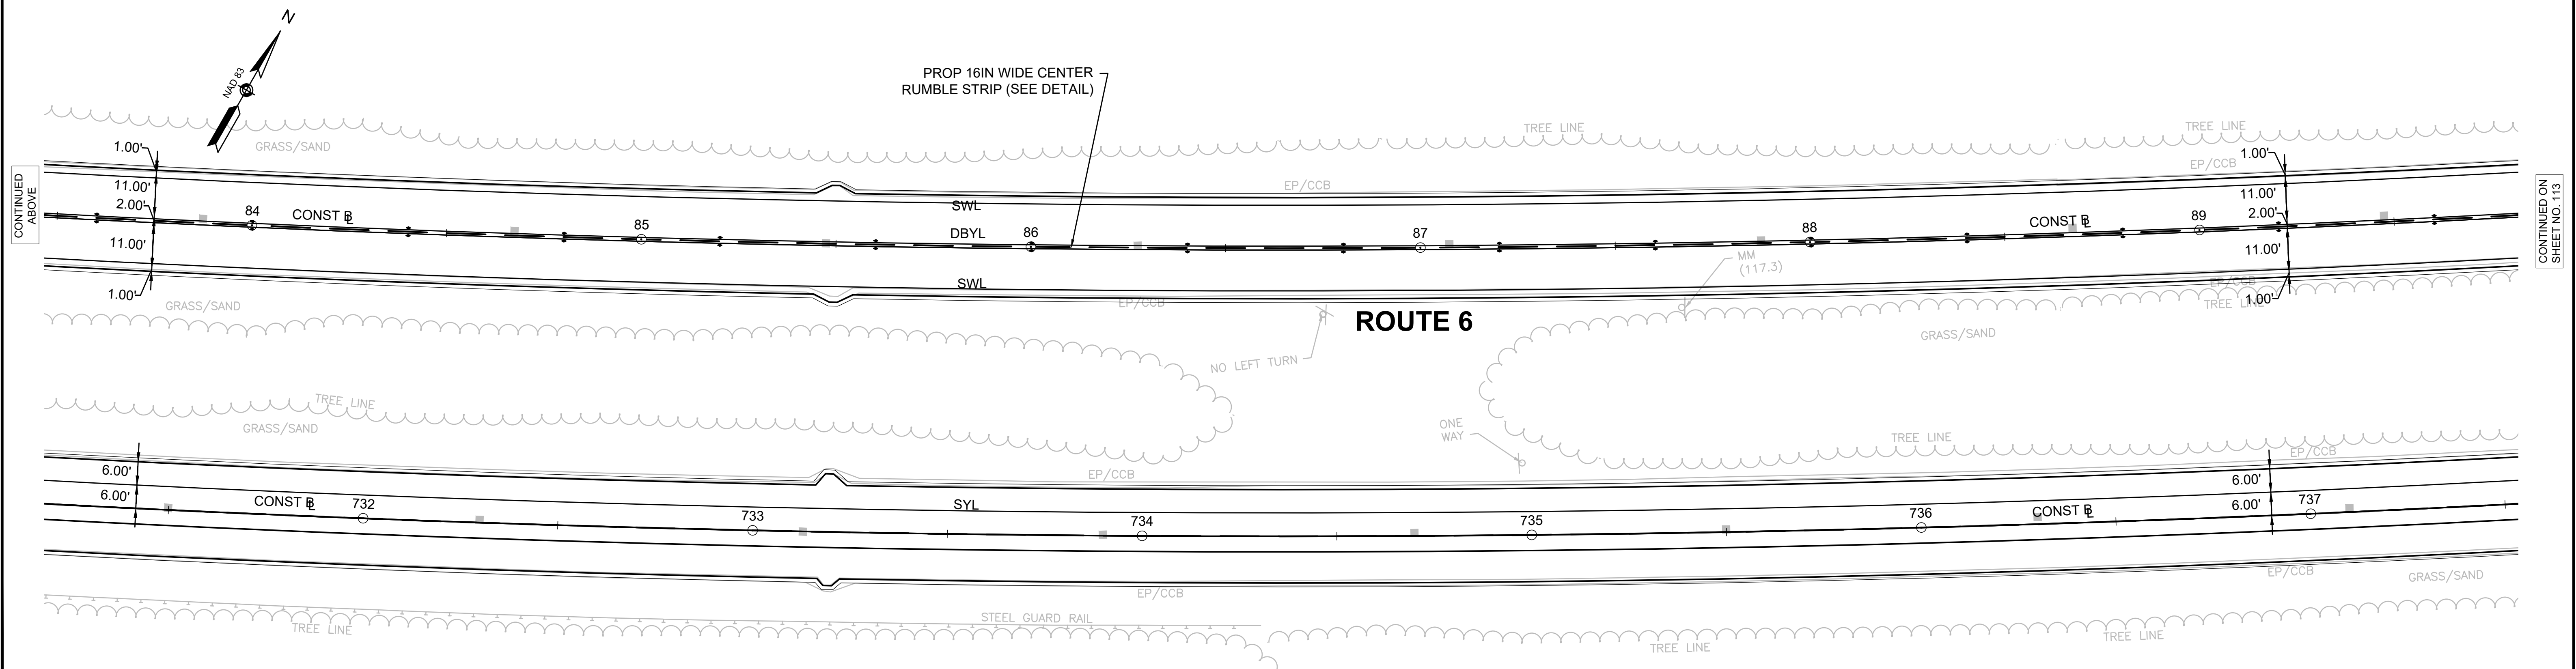 N
NAD 83
PROP 16IN WIDE CENTER
RUMBLE STRIP (SEE DETAIL)
TREE LINE
TREE LINE
GRASS/SAND
1.00'
EP/CCB
EP/CCB
1.00'
CONTINUED
ABOVE
11.00'
2.00'
84
CONST BL
85
SWL
DBYL
86
87
88
CONST BL
89
11.00'
2.00'
CONTINUED ON
SHEET NO. 113
11.00'
11.00'
MM
(117.3)
SWL
1.00'
GRASS/SAND
EP/CCB
EP/CCB
1.00'
TREE LINE
ROUTE 6
GRASS/SAND
NO LEFT TURN
TREE LINE
GRASS/SAND
ONE
WAY
TREE LINE
EP/CCB
EP/CCB
6.00'
6.00'
CONST BL
732
733
SYL
734
735
736
CONST BL
737
6.00'
6.00'
EP/CCB
EP/CCB
GRASS/SAND
STEEL GUARD RAIL
TREE LINE
TREE LINE
TREE LINE